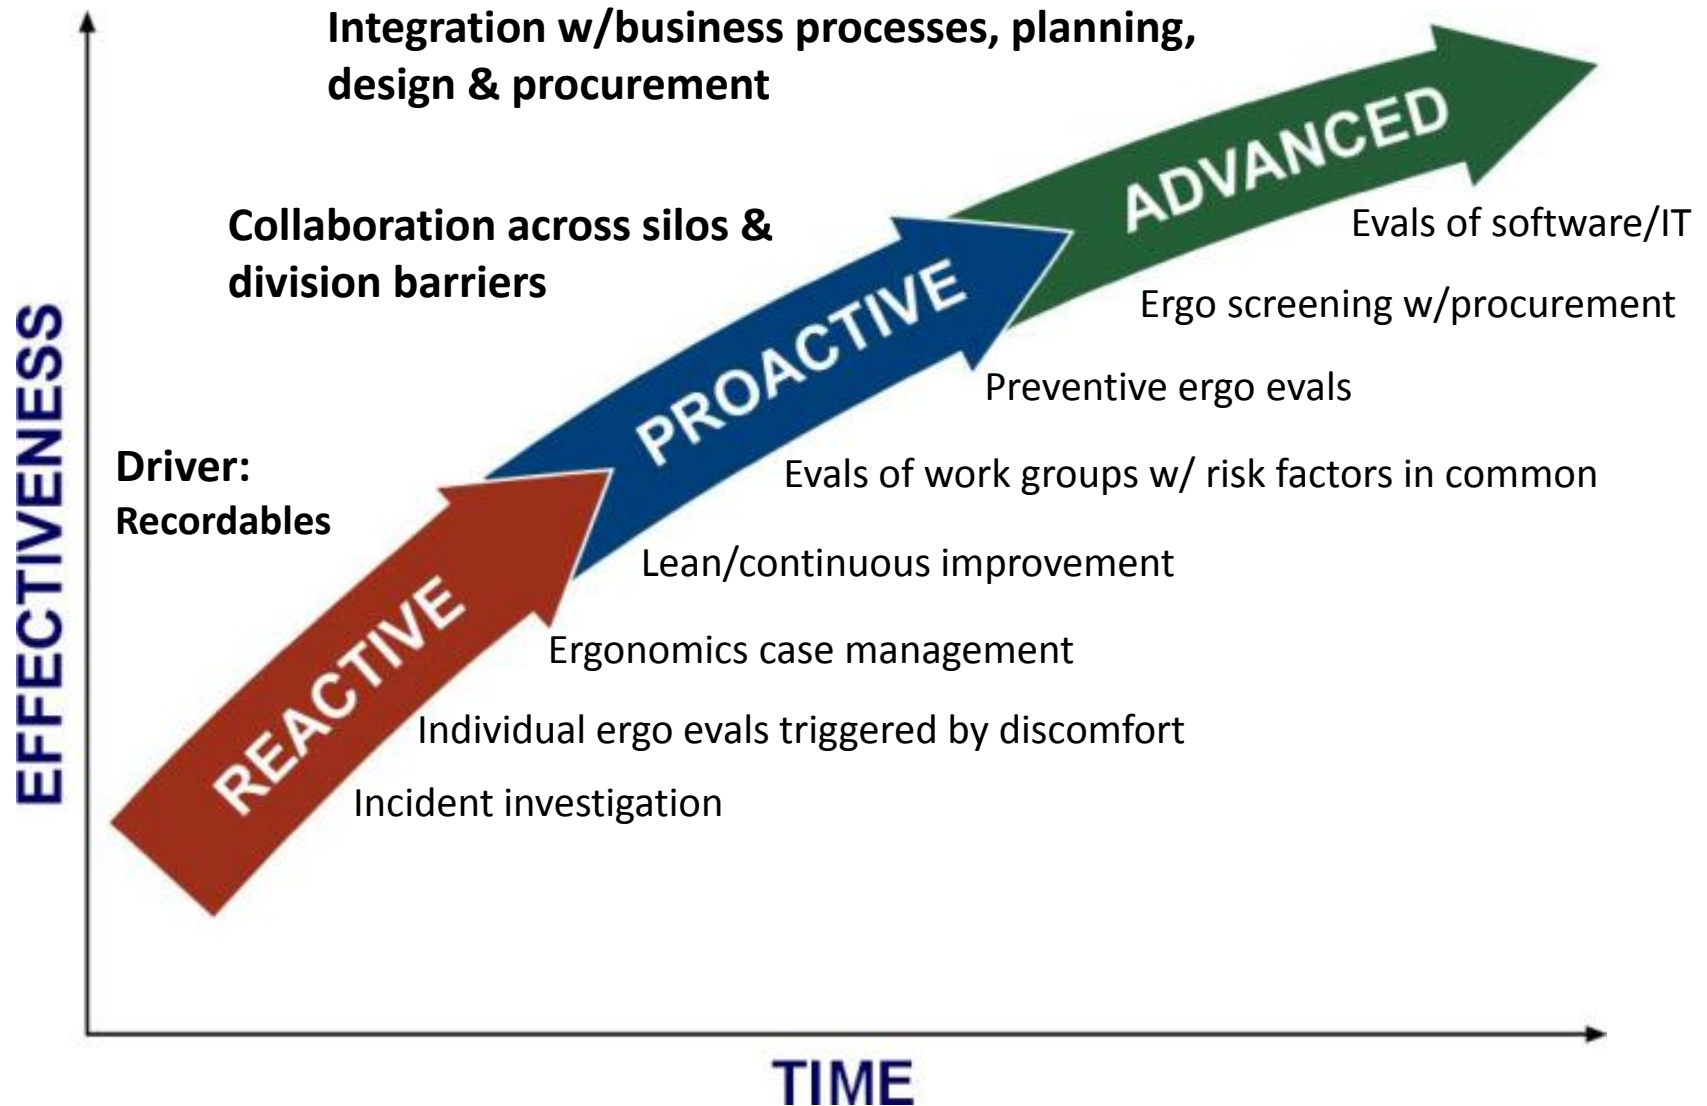 Integration w/business processes, planning,
design & procurement
ADVANCED
Collaboration across silos &
division barriers
Evals of software/IT
Ergo screening w/procurement
PROACTIVE
Preventive ergo evals
Driver:
Recordables
Evals of work groups w/ risk factors in common
Lean/continuous improvement
REACTIVE
Ergonomics case management
Individual ergo evals triggered by discomfort
Incident investigation
EFFECTIVENESS
TIME